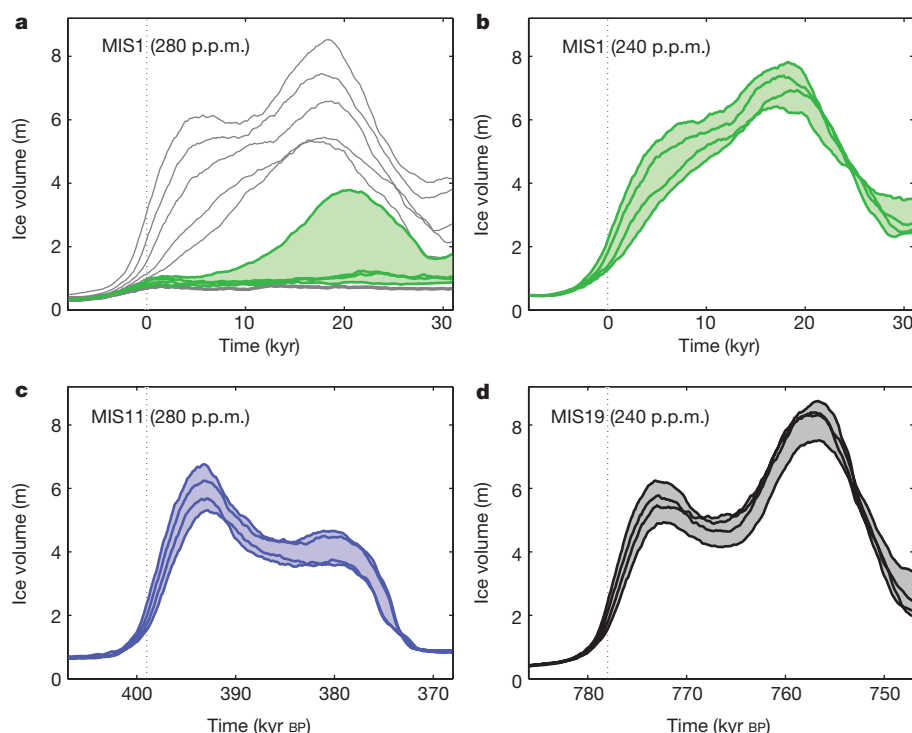 a
MIS1 (280 p.p.m.)
8
6
4
2
0
Ice volume (m)
0 10 20 30
Time (kyr)
b
MIS1 (240 p.p.m.)
8
6
4
2
0
Ice volume (m)
0 10 20 30
Time (kyr)
c
MIS11 (280 p.p.m.)
8
6
4
2
0
Ice volume (m)
400 390 380 370
Time (kyr BP)
d
MIS19 (240 p.p.m.)
8
6
4
2
0
Ice volume (m)
780 770 760 750
Time (kyr BP)